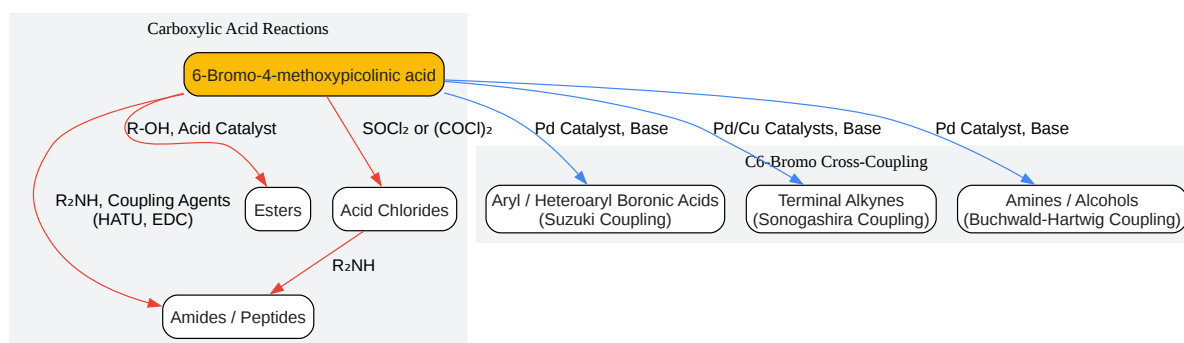 Carboxylic Acid Reactions
6-Bromo-4-methoxypicolinic acid
R-OH, Acid Catalyst
SOCl₂ or (COCl)₂
Pd Catalyst, Base
Pd/Cu Catalysts, Base
Pd Catalyst, Base
C6-Bromo Cross-Coupling
R₂NH, Coupling Agents
(HATU, EDC)
Esters
Acid Chlorides
Aryl / Heteroaryl Boronic Acids
(Suzuki Coupling)
Terminal Alkynes
(Sonogashira Coupling)
Amines / Alcohols
(Buchwald-Hartwig Coupling)
R₂NH
Amides / Peptides